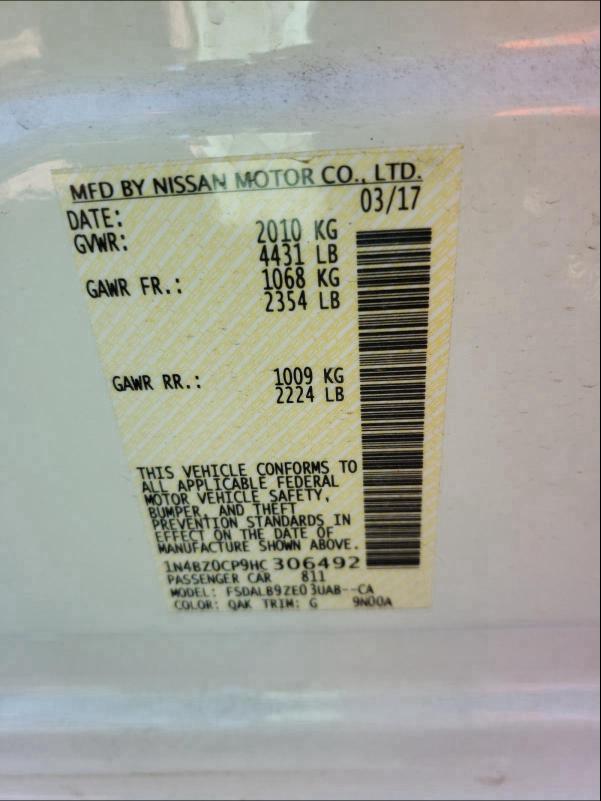 MFD BY NISSAN MOTOR CO., LTD.
DATE: 03/17
GVWR: 2010 KG
4431 LB
GAWR FR.: 1068 KG
2354 LB
GAWR RR.: 1009 KG
2224 LB
THIS VEHICLE CONFORMS TO
ALL APPLICABLE FEDERAL
MOTOR VEHICLE SAFETY,
BUMPER, AND THEFT
PREVENTION STANDARDS IN
EFFECT ON THE DATE OF
MANUFACTURE SHOWN ABOVE.
1N4BZ0CP9HC 306492
PASSENGER CAR 811
MODEL: FSDALB9ZE03UAB--CA
COLOR: QAK TRIM: G 9N00A